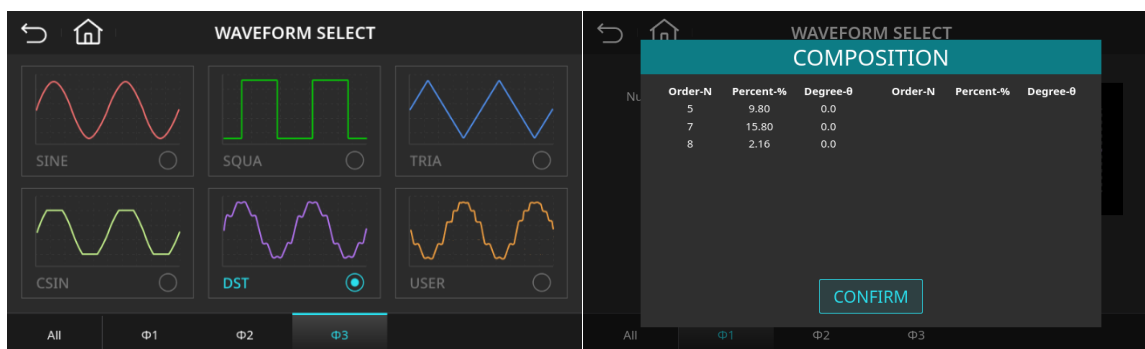 WAVEFORM SELECT
SINE
SQUA
TRIA
CSIN
DST
USER
All Φ1 Φ2 Φ3
WAVEFORM SELECT
COMPOSITION
Nu
Order-N Percent-% Degree-θ Order-N Percent-% Degree-θ
5 9.80 0.0
7 15.80 0.0
8 2.16 0.0
CONFIRM
All Φ1 Φ2 Φ3